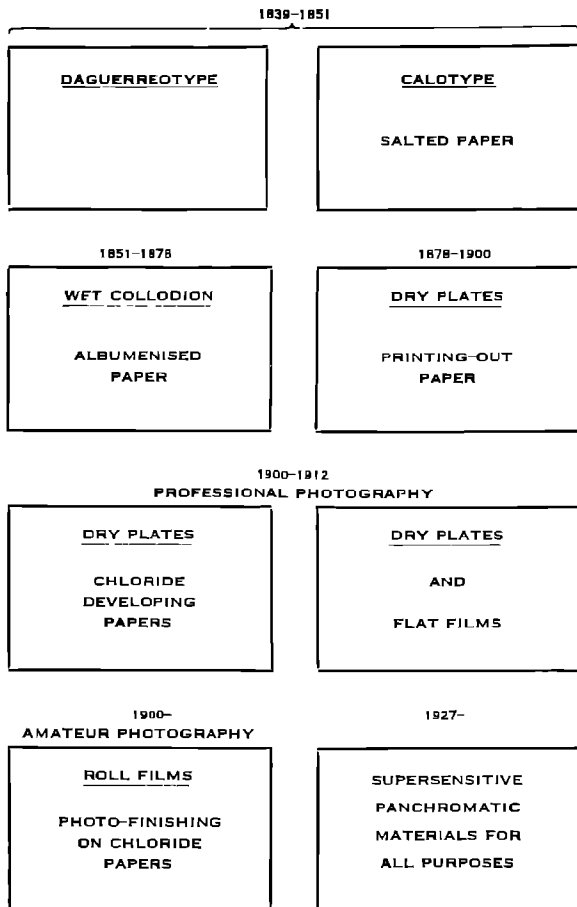 1839–1851
DAGUERREOTYPE
CALOTYPE
SALTED PAPER
1851–1878
WET COLLODION
ALBUMENISED
PAPER
1878–1900
DRY PLATES
PRINTING–OUT
PAPER
1900–1912
PROFESSIONAL PHOTOGRAPHY
DRY PLATES
CHLORIDE
DEVELOPING
PAPERS
DRY PLATES
AND
FLAT FILMS
1900–
AMATEUR PHOTOGRAPHY
ROLL FILMS
PHOTO–FINISHING
ON CHLORIDE
PAPERS
1927–
SUPERSENSITIVE
PANCHROMATIC
MATERIALS FOR
ALL PURPOSES